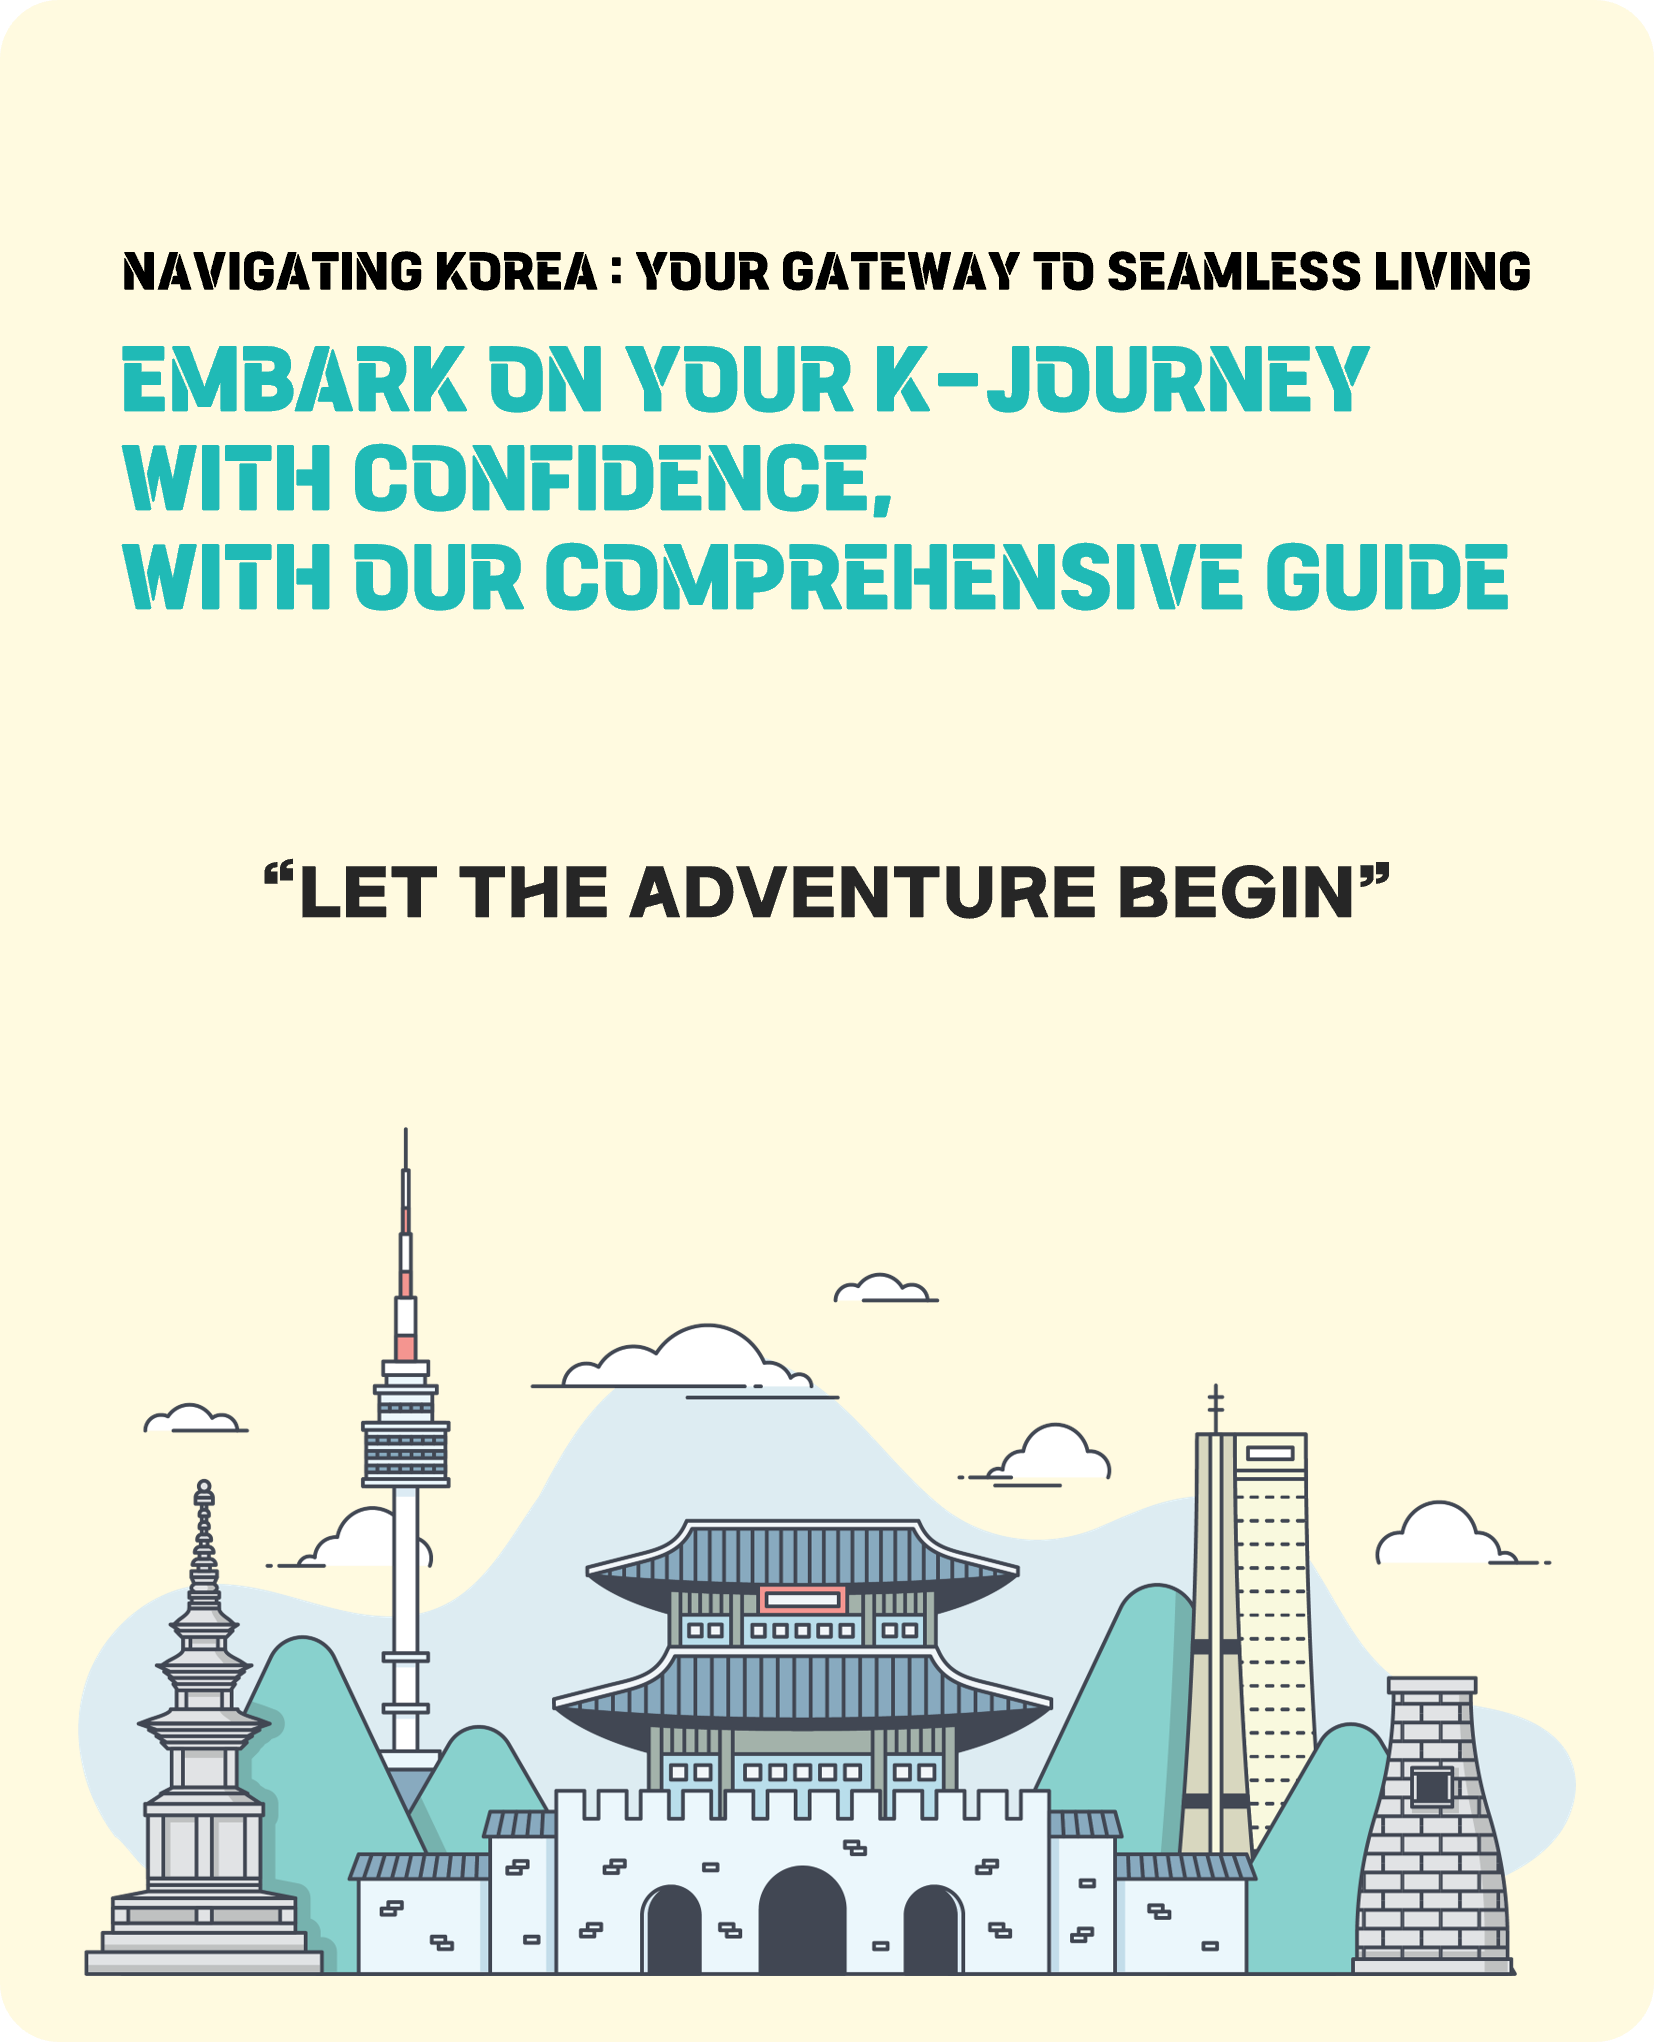 NAVIGATING KOREA : YOUR GATEWAY TO SEAMLESS LIVING
EMBARK ON YOUR K-JOURNEY
WITH CONFIDENCE,
WITH OUR COMPREHENSIVE GUIDE
“LET THE ADVENTURE BEGIN”